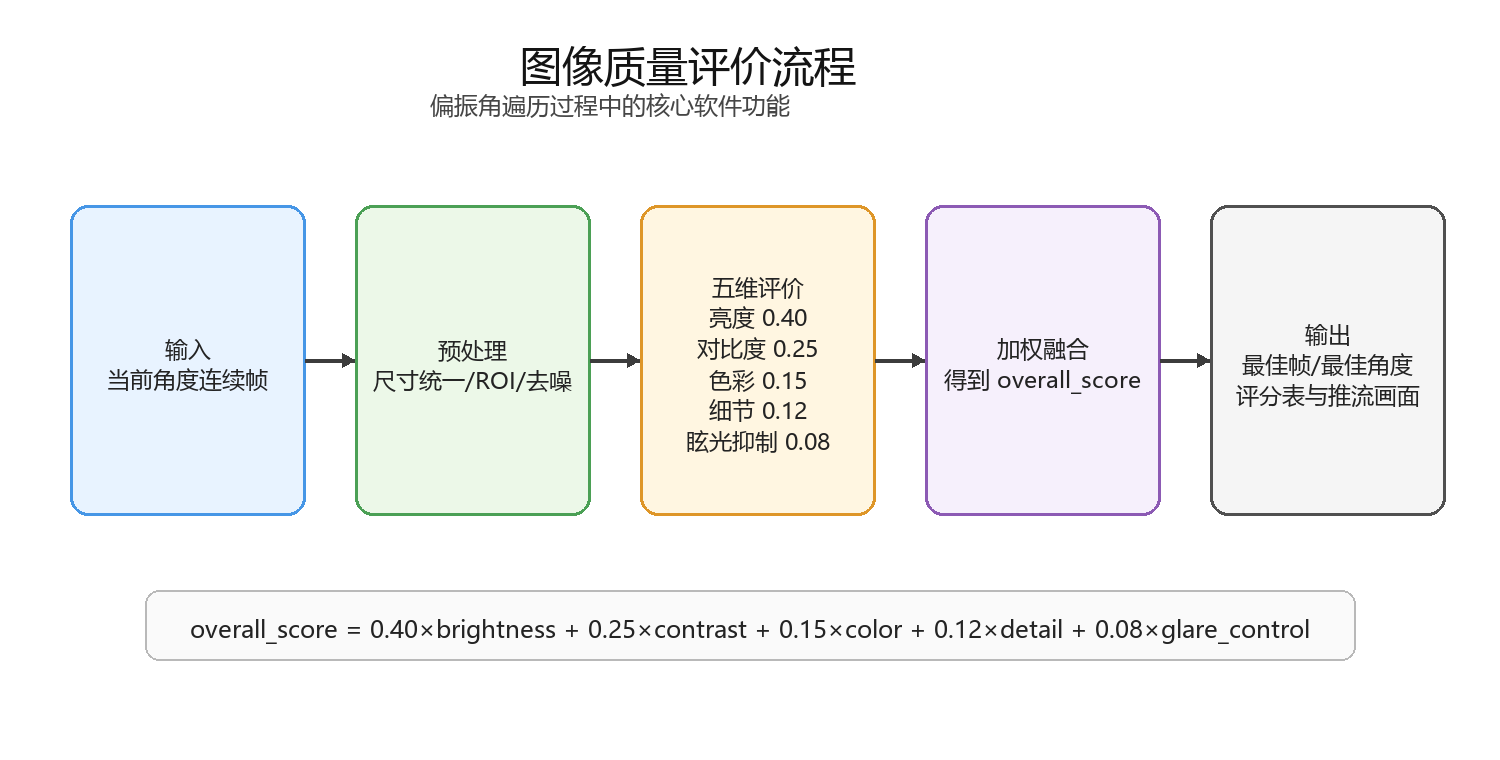 图像质量评价流程
偏振角遍历过程中的核心软件功能
输入
当前角度连续帧
预处理
尺寸统一/ROI/去噪
五维评价
亮度 0.40
对比度 0.25
色彩 0.15
细节 0.12
眩光抑制 0.08
加权融合
得到 overall_score
输出
最佳帧/最佳角度
评分表与推流画面
overall_score = 0.40×brightness + 0.25×contrast + 0.15×color + 0.12×detail + 0.08×glare_control